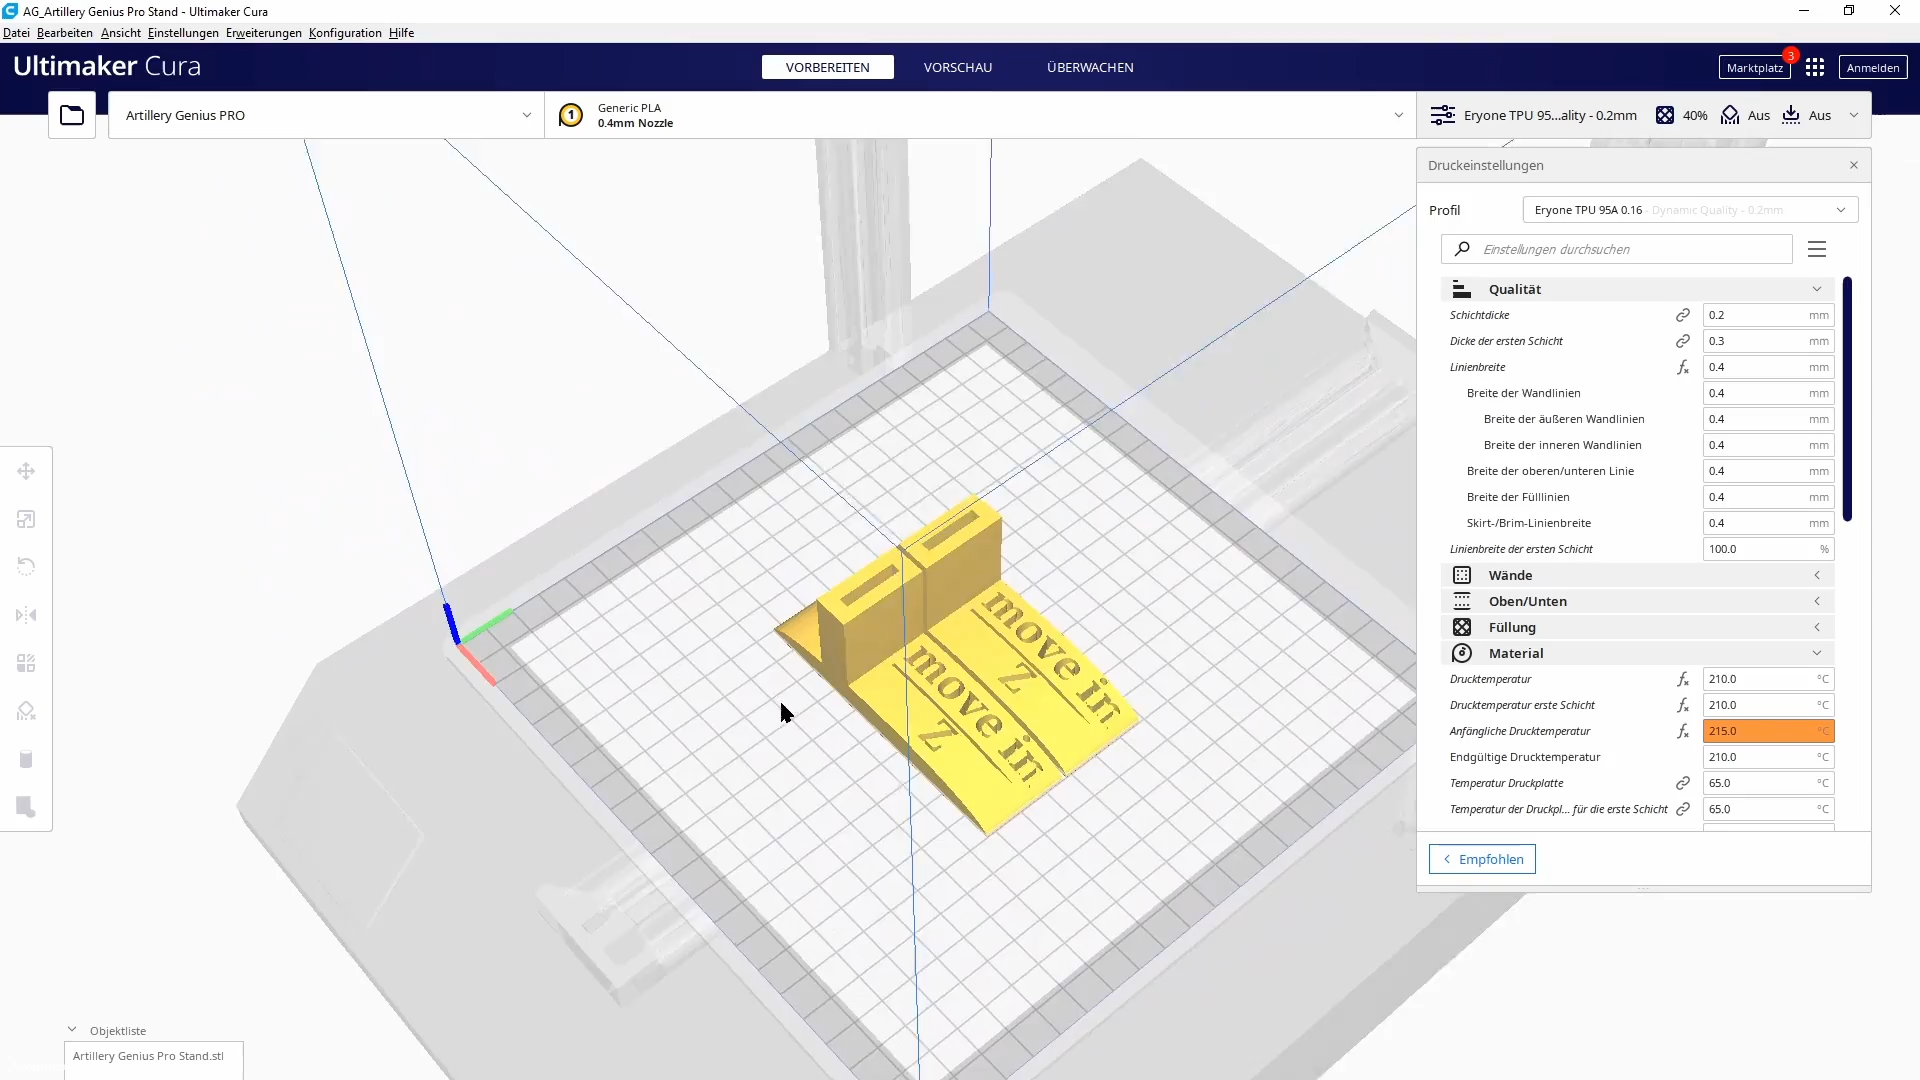 AG_Artillery Genius Pro Stand - Ultimaker Cura
Datei Bearbeiten Ansicht Einstellungen Erweiterungen Konfiguration Hilfe
Ultimaker Cura
VORBEREITEN VORSCHAU ÜBERWACHEN
Marktplatz 3 Anmelden
Artillery Genius PRO
1 Generic PLA
0.4mm Nozzle
Eryone TPU 95...ality - 0.2mm 40% Aus Aus
Druckeinstellungen
Profil Eryone TPU 95A 0.16 - Dynamic Quality - 0.2mm
Einstellungen durchsuchen
Qualität
Schichtdicke 0.2 mm
Dicke der ersten Schicht 0.3 mm
Linienbreite fx 0.4 mm
Breite der Wandlinien 0.4 mm
Breite der äußeren Wandlinien 0.4 mm
Breite der inneren Wandlinien 0.4 mm
Breite der oberen/unteren Linie 0.4 mm
Breite der Fülllinien 0.4 mm
Skirt-/Brim-Linienbreite 0.4 mm
Linienbreite der ersten Schicht 100.0 %
Wände
Oben/Unten
Füllung
Material
Drucktemperatur fx 210.0 °C
Drucktemperatur erste Schicht fx 210.0 °C
Anfängliche Drucktemperatur fx 215.0 °C
Endgültige Drucktemperatur 210.0 °C
Temperatur Druckplatte 65.0 °C
Temperatur der Druckpl... für die erste Schicht 65.0 °C
Empfohlen
move in
Z
move in
Z
Objektliste
Artillery Genius Pro Stand.stl